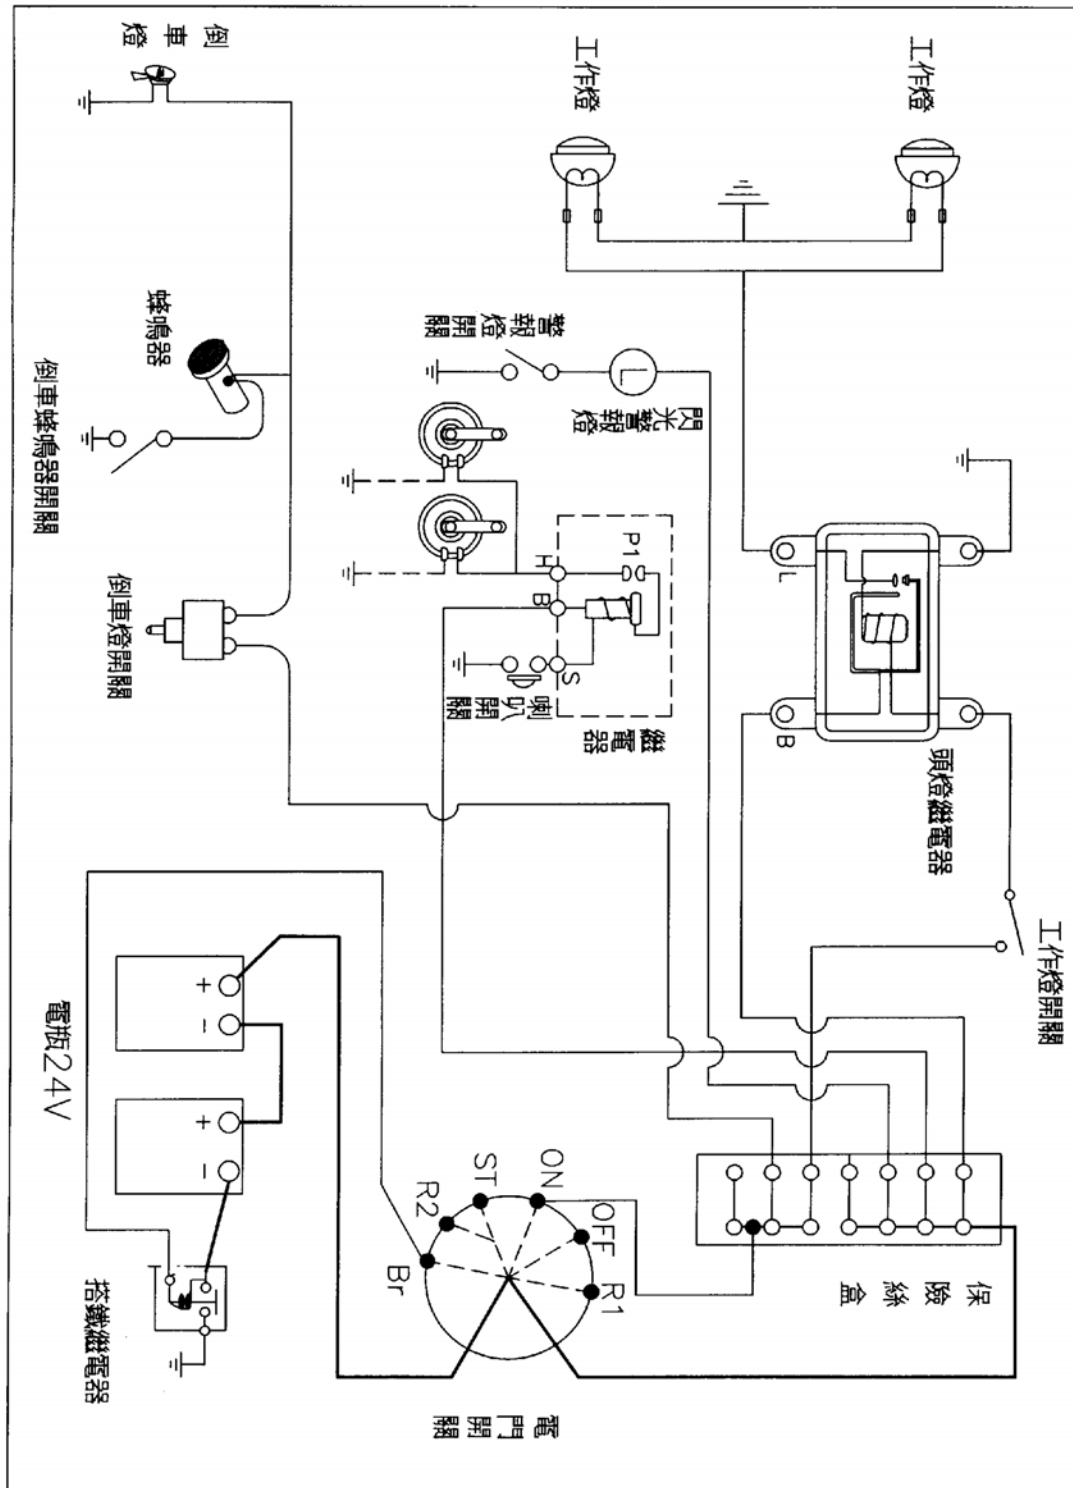 工作燈
工作燈
倒車
燈
閃光
警報
燈
警報燈開關
蜂鳴器
倒車蜂鳴器開關
P1
H
B
S
喇叭開關
繼電器
L
L
B
頭燈繼電器
倒車燈開關
工作燈開關
+
-
+
-
電瓶24V
ON
OFF
ST
R2
Br
R1
保險絲盒
搭鐵繼電器
電門開關